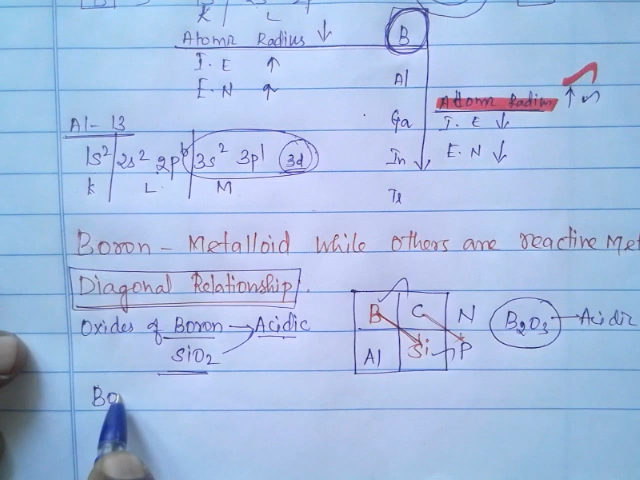 K L
Atomic Radius ↓
I. E ↑
E. N ↑
B
Al
Ga
In
Tl
Atomic Radius ↑
I. E ↓
E. N ↓
Al - 13
1s² 2s² 2p⁶ 3s² 3p¹ 3d
K L M
Boron - Metalloid while others are reactive Met
Diagonal Relationship.
Oxides of Boron → Acidic
SiO₂
B C N
Al Si P
B₂O₃ → Acidic
Bo